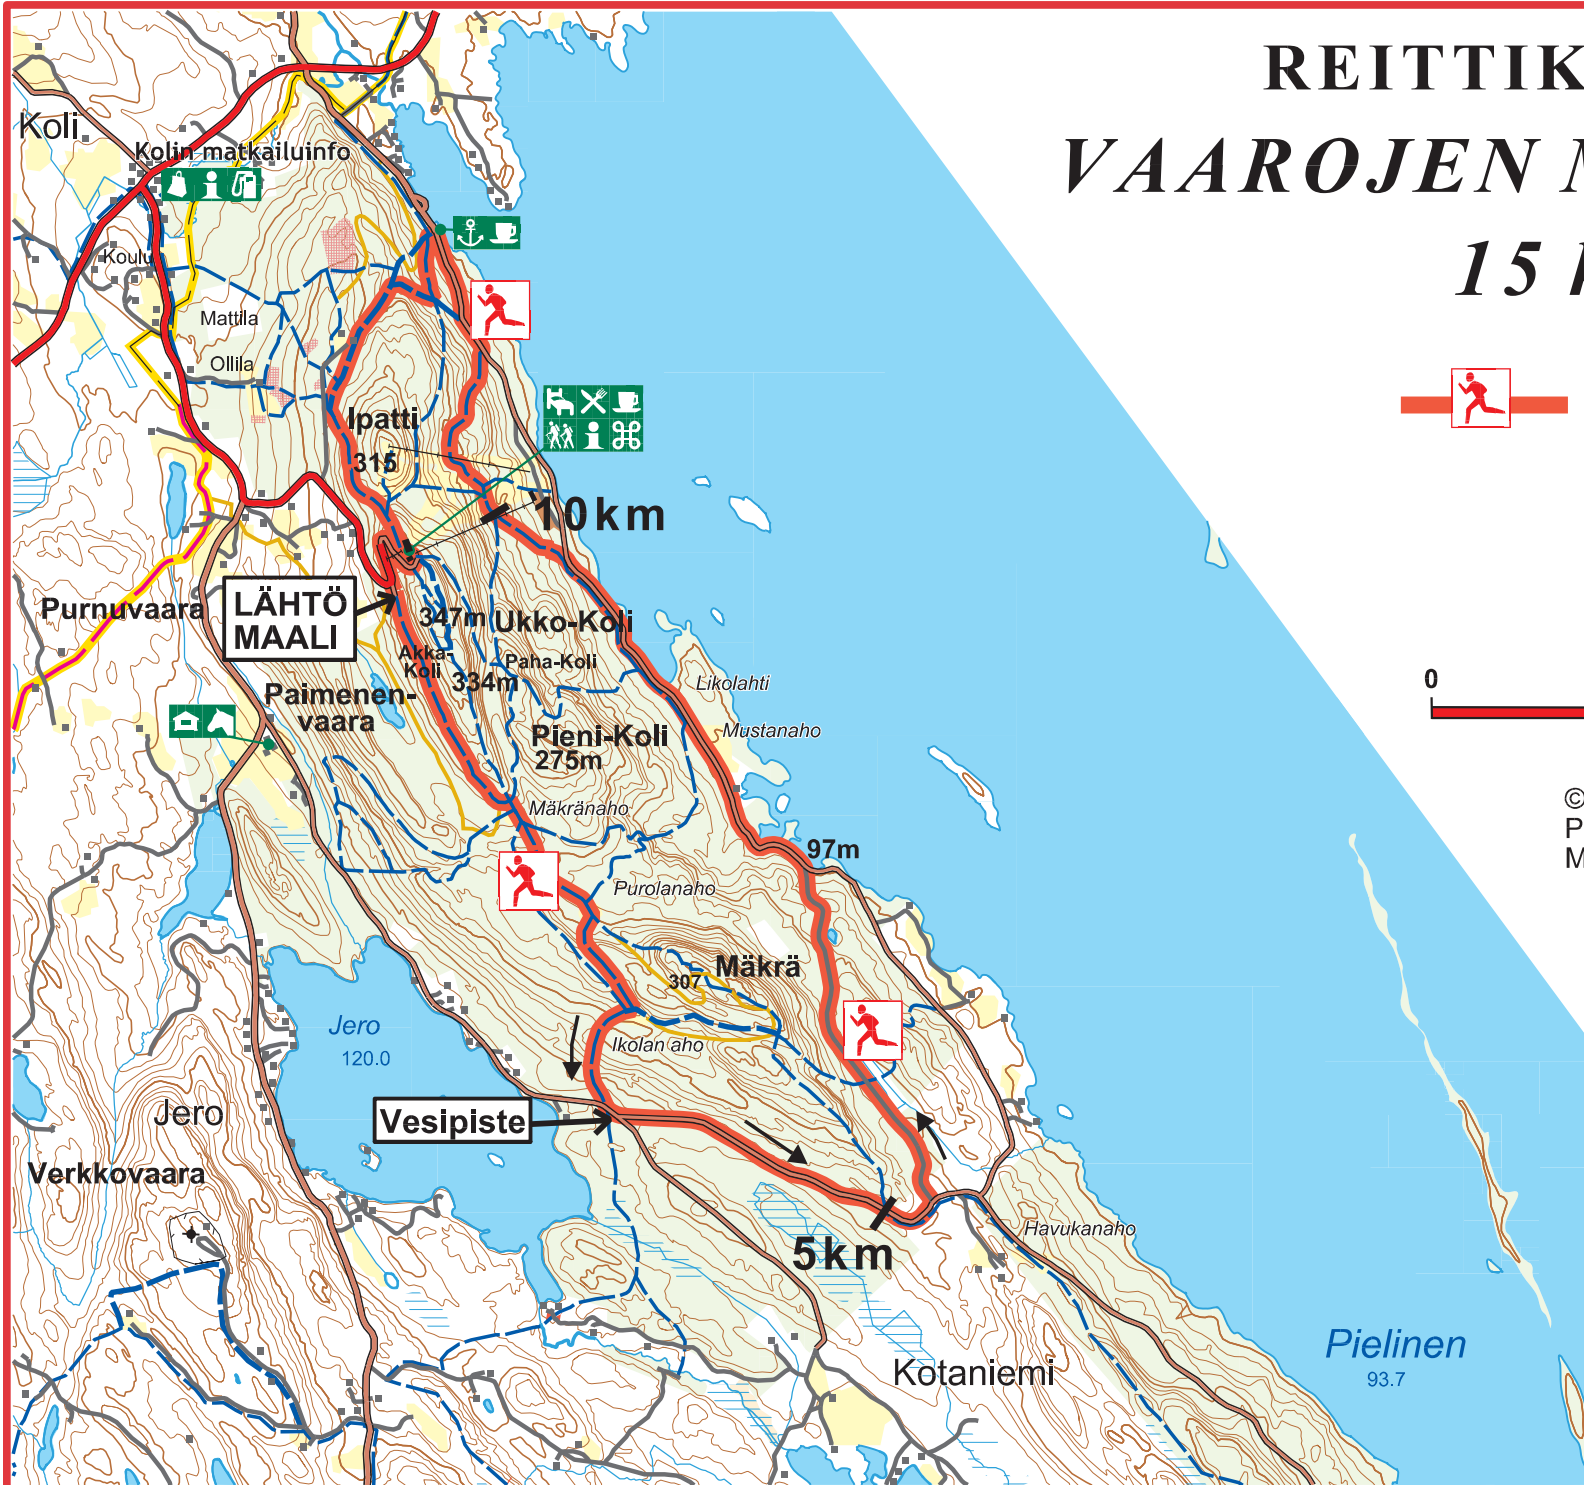 REITTIK
VAAROJEN M
15 k
Koli
Kolin matkailuinfo
Koulu
Mattila
Ollila
Ipatti
315
10km
LÄHTÖ
MAALI
Purnuvaara
347m
Ukko-Koli
Akka-
Koli
Paha-Koli
334m
Paimenen-
vaara
Likolahti
Mustanaho
Pieni-Koli
275m
Mäkränaho
97m
Purolanaho
Mäkrä
307
Ikolan aho
Jero
120.0
Jero
Vesipiste
Verkkovaara
5km
Havukanaho
Kotaniemi
Pielinen
93.7
0
©
P
M